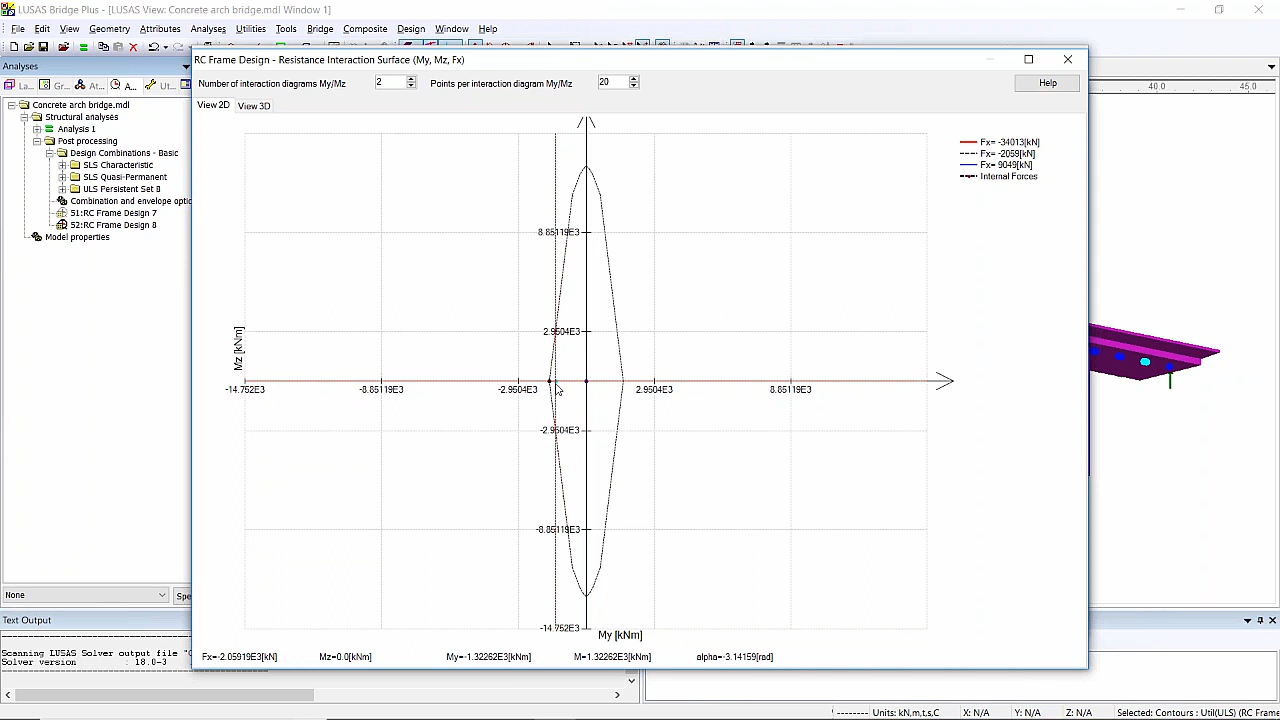 LUSAS Bridge Plus - [LUSAS View: Concrete arch bridge.mdl Window 1]
File Edit View Geometry Attributes Analyses Utilities Tools Bridge Composite Design Window Help
Analyses
La... Gr... At... A... Ut...
Concrete arch bridge.mdl
Structural analyses
Analysis 1
Post processing
Design Combinations - Basic
SLS Characteristic
SLS Quasi-Permanent
ULS Persistent Set B
Combination and envelope optic
51:RC Frame Design 7
52:RC Frame Design 8
Model properties
None
Spe
RC Frame Design - Resistance Interaction Surface (My, Mz, Fx)
Number of interaction diagrams My/Mz 2 Points per interaction diagram My/Mz 20 Help
View 2D View 3D
Fx= -34013[kN]
Fx= -2059[kN]
Fx= 9049[kN]
Internal Forces
8.85119E3
2.9504E3
Mz [kNm]
-14.752E3 -8.85119E3 -2.9504E3 2.9504E3 8.85119E3
-2.9504E3
-8.85119E3
-14.752E3
My [kNm]
Fx=-2.05919E3[kN] Mz=0.0[kNm] My=-1.32262E3[kNm] M=1.32262E3[kNm] alpha=-3.14159[rad]
40.0 45.0
Text Output
Scanning LUSAS Solver output file "C
Solver version : 18.0-3
Units: kN,m,t,s,C X: N/A Y: N/A Z: N/A Selected: Contours : Util(ULS) (RC Frame